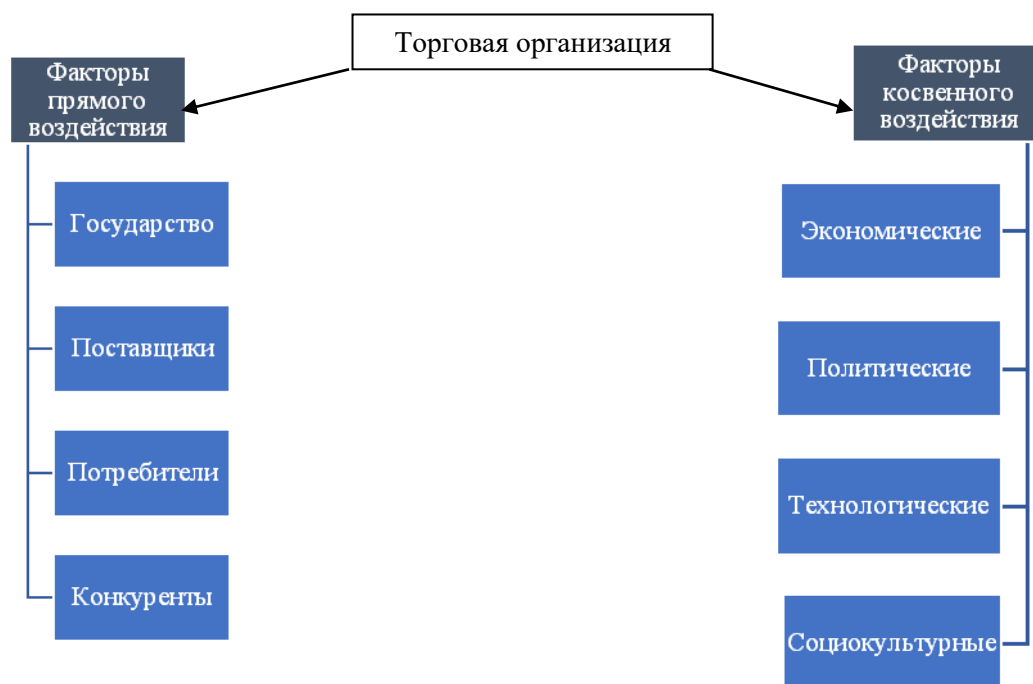 Торговая организация
Факторы
прямого
воздействия
Государство
Поставщики
Потребители
Конкуренты
Факторы
косвенного
воздействия
Экономические
Политические
Технологические
Социокультурные